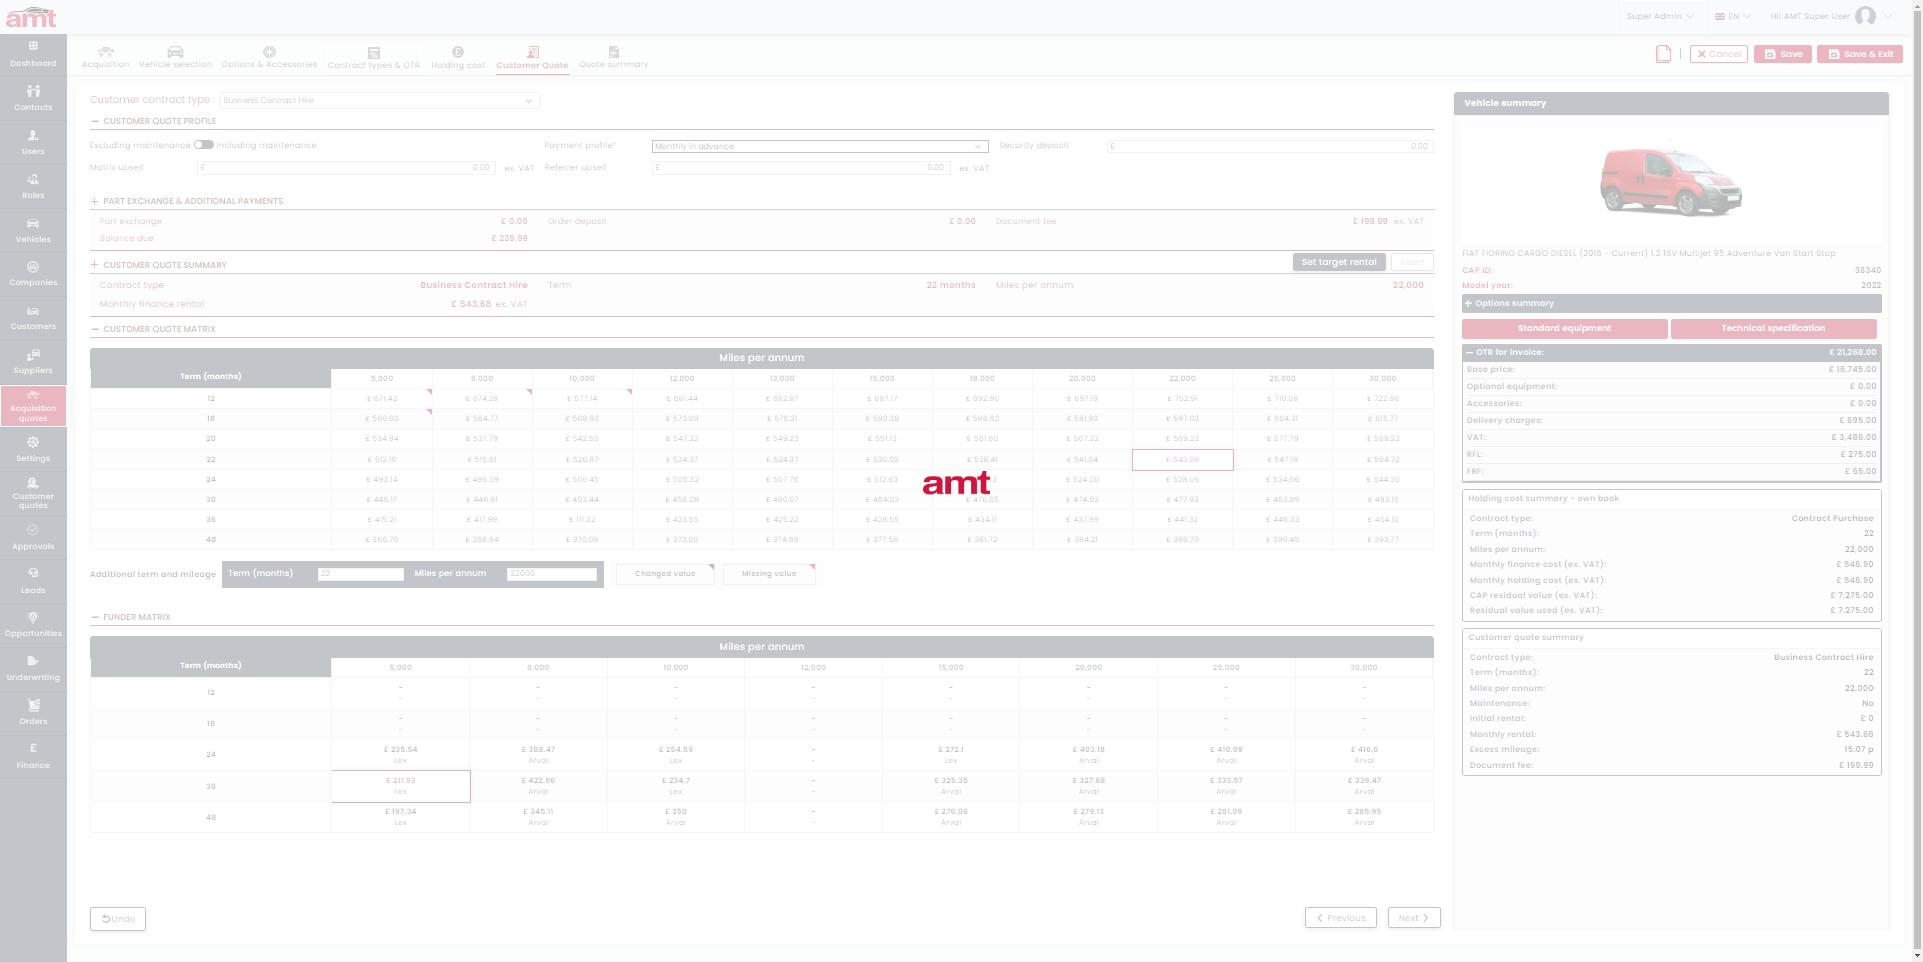 amt
Super Admin
EN
Hi! AMT Super User
Dashboard
Contacts
Users
Roles
Vehicles
Companies
Customers
Suppliers
Acquisition quotes
Settings
Customer quotes
Approvals
Leads
Opportunities
Underwriting
Orders
Finance
Acquisition
Vehicle selection
Options & Accessories
Contract types & OTR
Holding cost
Customer Quote
Quote summary
Cancel
Save
Save & Exit
Customer contract type : Business Contract Hire
CUSTOMER QUOTE PROFILE
Excluding maintenance Including maintenance
Payment profile* Monthly in advance
Security deposit £ 0.00
Matrix upsell £ 0.00 ex. VAT
Referrer upsell £ 0.00 ex. VAT
PART EXCHANGE & ADDITIONAL PAYMENTS
Part exchange £ 0.00 Order deposit £ 0.00 Document fee £ 199.99 ex. VAT
Balance due £ 239.99
CUSTOMER QUOTE SUMMARY
Set target rental Reset
Contract type Business Contract Hire Term 22 months Miles per annum 22,000
Monthly finance rental £ 543.68 ex. VAT
CUSTOMER QUOTE MATRIX
Miles per annum
Term (months)
5,000 8,000 10,000 12,000 13,000 15,000 18,000 20,000 22,000 25,000 30,000
12 £ 671.42 £ 674.28 £ 677.14 £ 681.44 £ 682.87 £ 687.17 £ 692.90 £ 697.19 £ 702.91 £ 710.08 £ 722.96
18 £ 560.60 £ 564.77 £ 568.93 £ 573.09 £ 576.21 £ 580.38 £ 586.62 £ 591.83 £ 597.03 £ 604.31 £ 615.77
20 £ 534.94 £ 537.79 £ 542.55 £ 547.32 £ 549.23 £ 551.13 £ 561.60 £ 567.32 £ 569.23 £ 577.79 £ 589.23
22 £ 512.10 £ 515.61 £ 520.87 £ 524.37 £ 524.37 £ 530.52 £ 538.41 £ 541.04 £ 543.68 £ 547.18 £ 564.72
24 £ 493.14 £ 496.39 £ 500.45 £ 505.32 £ 507.76 £ 512.63 £ 524.00 £ 528.06 £ 534.56 £ 544.30
amt
30 £ 446.17 £ 448.81 £ 453.44 £ 458.08 £ 460.07 £ 464.03 £ 470.65 £ 474.62 £ 477.93 £ 483.89 £ 493.15
36 £ 415.21 £ 417.99 £ 111.32 £ 423.55 £ 425.22 £ 428.55 £ 434.11 £ 437.99 £ 441.32 £ 446.33 £ 454.10
48 £ 366.76 £ 368.84 £ 370.08 £ 373.00 £ 374.66 £ 377.56 £ 381.72 £ 384.21 £ 386.70 £ 390.45 £ 393.77
Additional term and mileage Term (months) 22 Miles per annum 22000 Changed value Missing value
FUNDER MATRIX
Miles per annum
Term (months)
5,000 8,000 10,000 12,000 15,000 20,000 25,000 30,000
12 - - - - - - - -
- - - - - - - -
18 - - - - - - - -
- - - - - - - -
24 £ 235.54 £ 388.47 £ 254.59 - £ 272.1 £ 403.18 £ 410.09 £ 416.6
Lex Arval Lex - Lex Arval Arval Arval
36 £ 211.93 £ 422.56 £ 234.7 - £ 325.35 £ 327.88 £ 333.57 £ 339.47
Lex Arval Lex - Arval Arval Arval Arval
48 £ 197.34 £ 345.11 £ 350 - £ 276.06 £ 279.13 £ 281.09 £ 285.95
Lex Arval Arval - Arval Arval Arval Arval
Undo
Previous
Next
Vehicle summary
FIAT FIORINO CARGO DIESEL (2016 - Current) 1.3 16V Multijet 95 Adventure Van Start Stop
CAP ID: 38340
Model year: 2022
Options summary
Standard equipment
Technical specification
OTR for invoice: £ 21,268.00
Base price: £ 16,745.00
Optional equipment: £ 0.00
Accessories: £ 0.00
Delivery charges: £ 695.00
VAT: £ 3,488.00
RFL: £ 275.00
FRF: £ 65.00
Holding cost summary - own book
Contract type: Contract Purchase
Term (months): 22
Miles per annum: 22,000
Monthly finance cost (ex. VAT): £ 548.90
Monthly holding cost (ex. VAT): £ 548.90
CAP residual value (ex. VAT): £ 7,275.00
Residual value used (ex. VAT): £ 7,275.00
Customer quote summary
Contract type: Business Contract Hire
Term (months): 22
Miles per annum: 22,000
Maintenance: No
Initial rental: £ 0
Monthly rental: £ 543.68
Excess mileage: 15.07 p
Document fee: £ 199.99